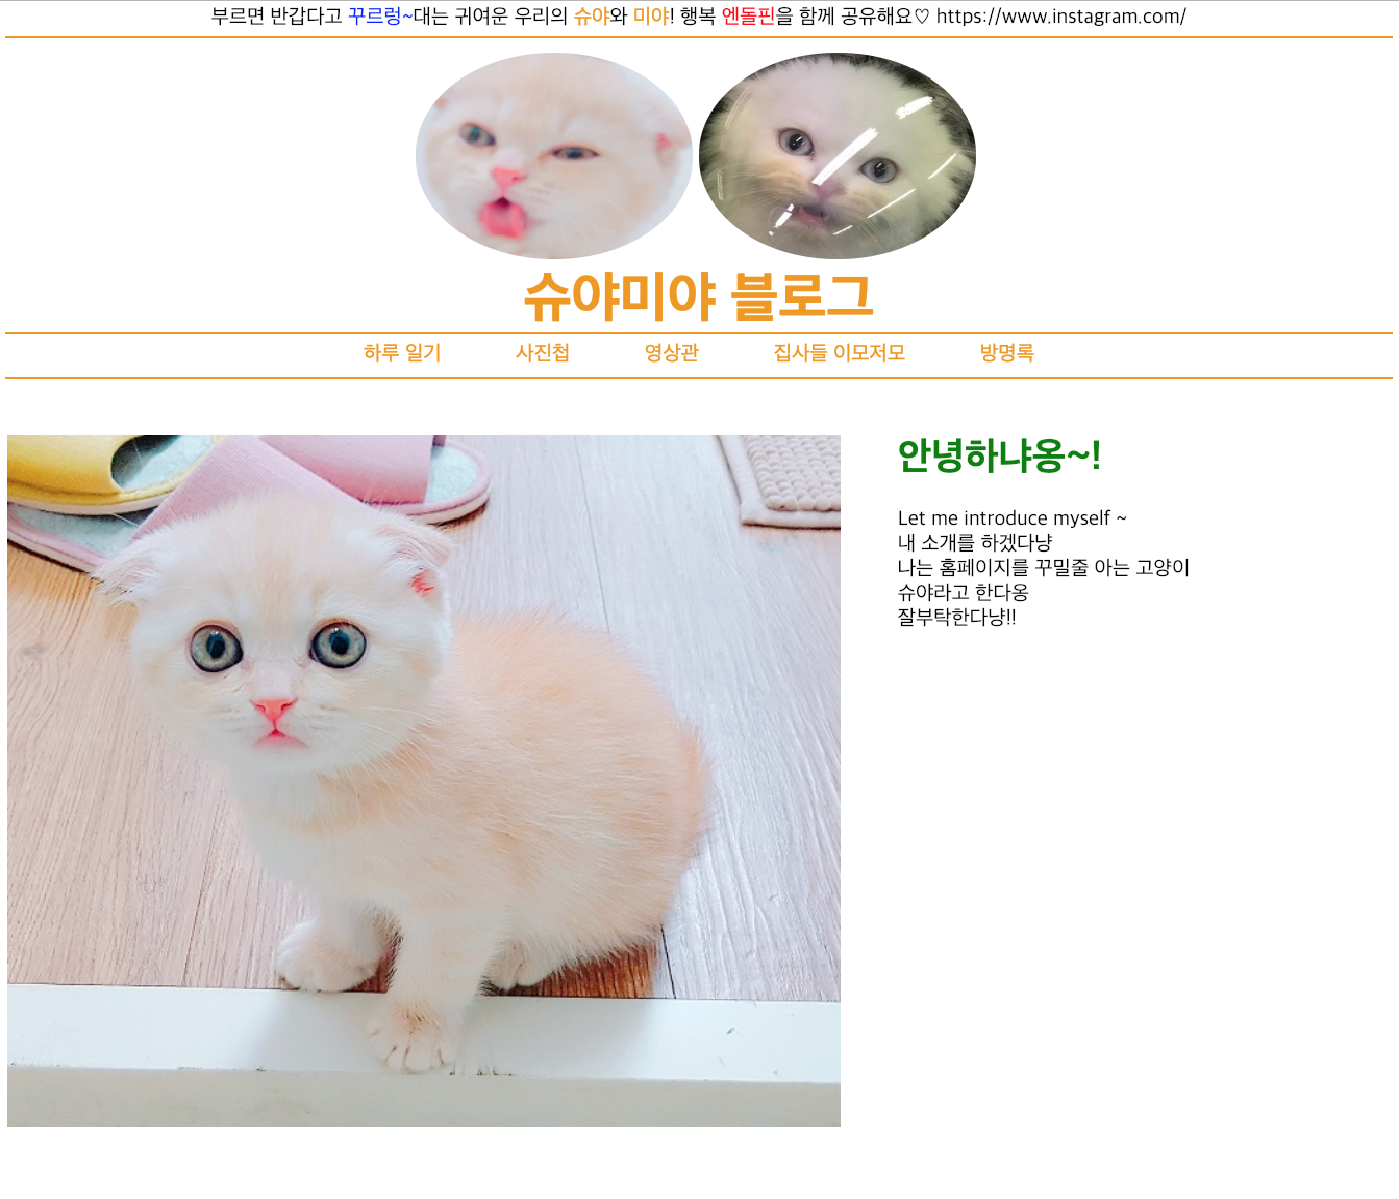 부르면 반갑다고 꾸르렁~대는 귀여운 우리의 슈야와 미야! 행복 엔돌핀을 함께 공유해요♡ https://www.instagram.com/
슈야미야 블로그
하루 일기 사진첩 영상관 집사들 이모저모 방명록
안녕하냐옹~!
Let me introduce myself ~
내 소개를 하겠다냥
나는 홈페이지를 꾸밀줄 아는 고양이
슈야라고 한다옹
잘부탁한다냥!!